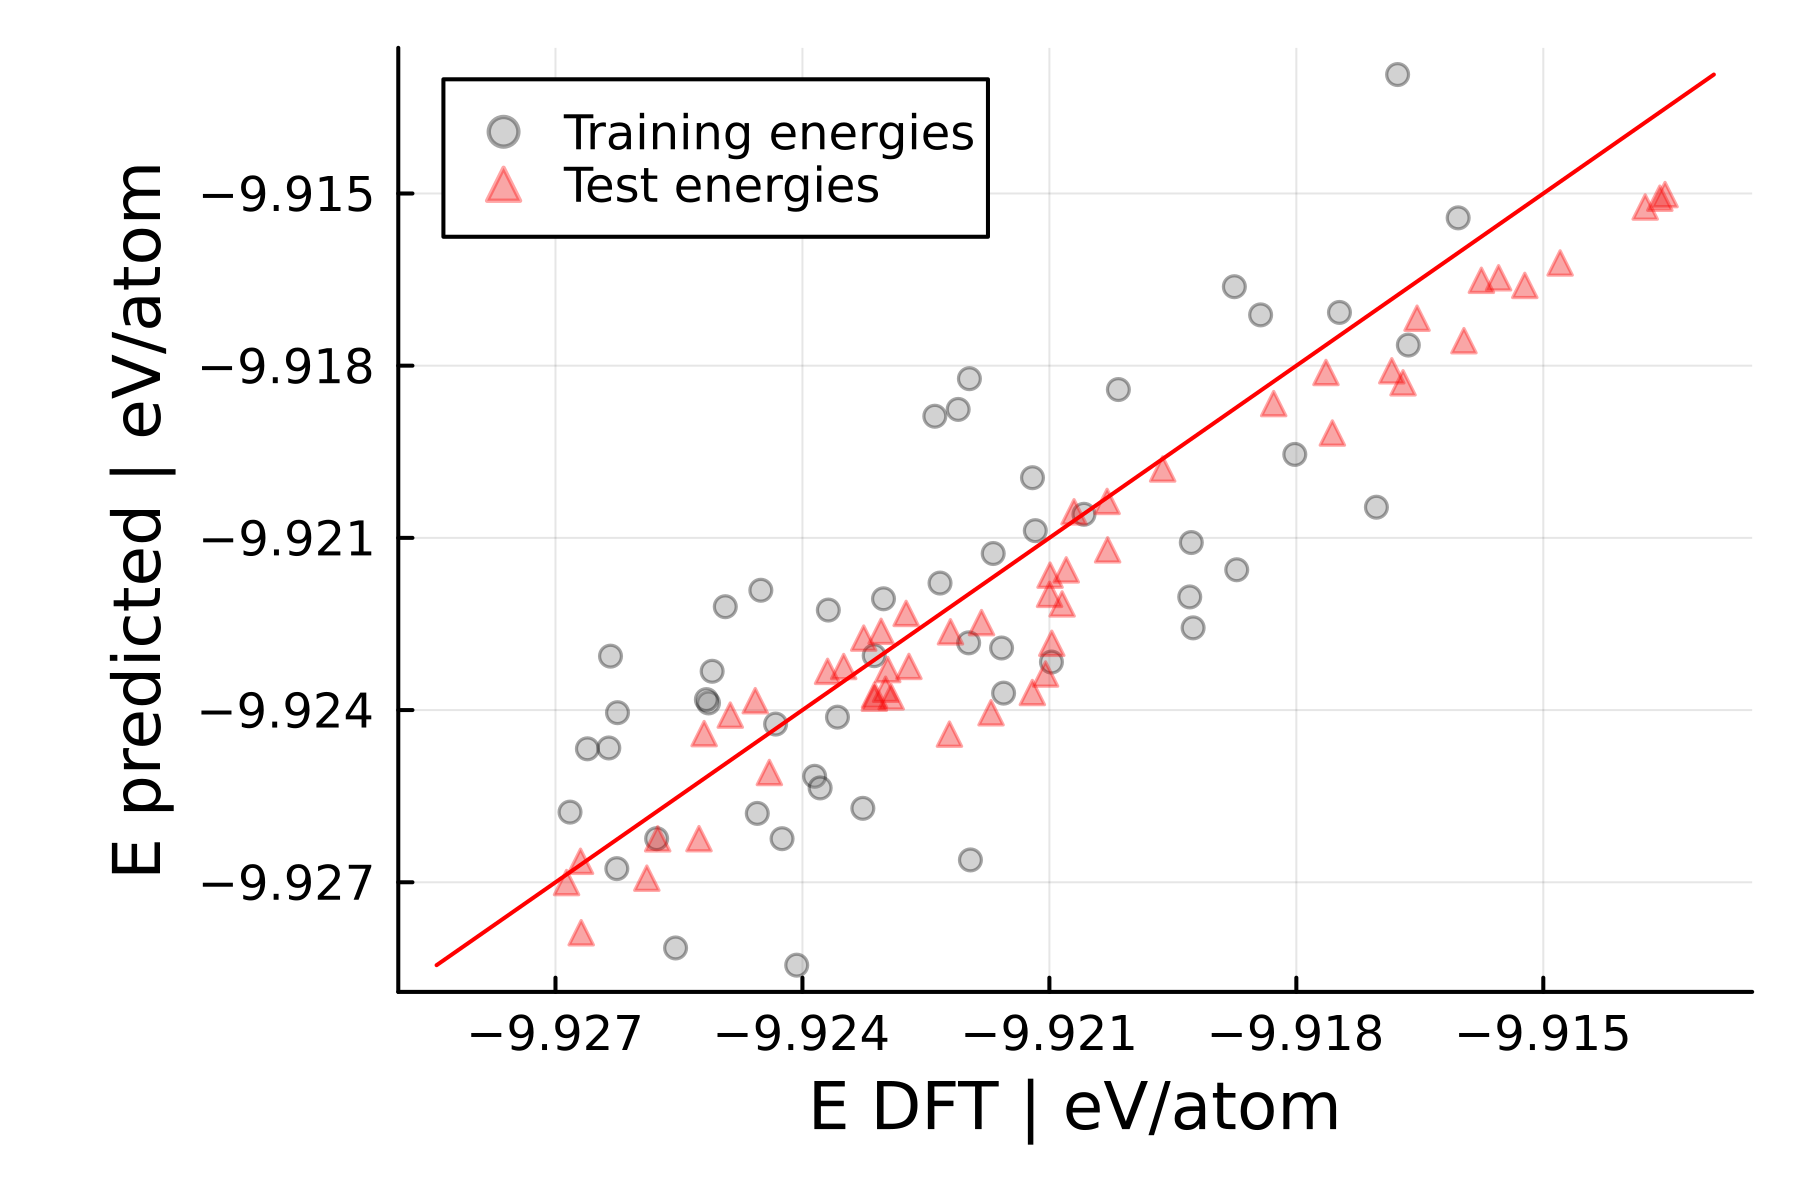 Training energies
Test energies
E predicted | eV/atom
−9.915
−9.918
−9.921
−9.924
−9.927
−9.927 −9.924 −9.921 −9.918 −9.915
E DFT | eV/atom